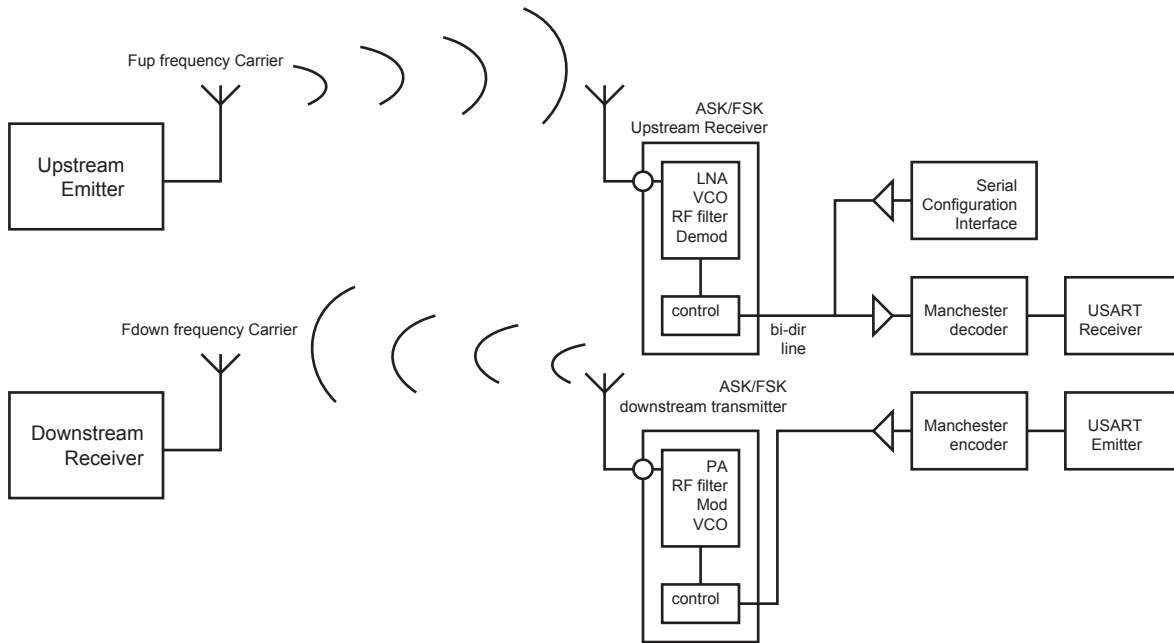 Fup frequency Carrier
Upstream
Emitter
ASK/FSK
Upstream Receiver
LNA
VCO
RF filter
Demod
control
bi-dir
line
Serial
Configuration
Interface
Manchester
decoder
USART
Receiver
Fdown frequency Carrier
Downstream
Receiver
ASK/FSK
downstream transmitter
PA
RF filter
Mod
VCO
control
Manchester
encoder
USART
Emitter